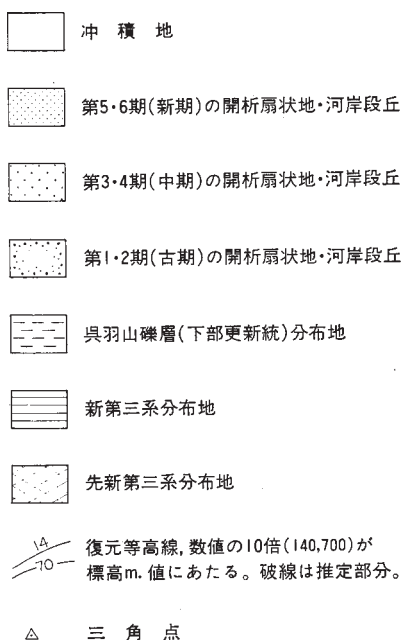 沖積地
第5・6期(新期)の開析扇状地・河岸段丘
第3・4期(中期)の開析扇状地・河岸段丘
第1・2期(古期)の開析扇状地・河岸段丘
呉羽山礫層(下部更新統)分布地
新第三系分布地
先新第三系分布地
14
70
復元等高線,数値の10倍(140,700)が
標高m.値にあたる。破線は推定部分。
三角点